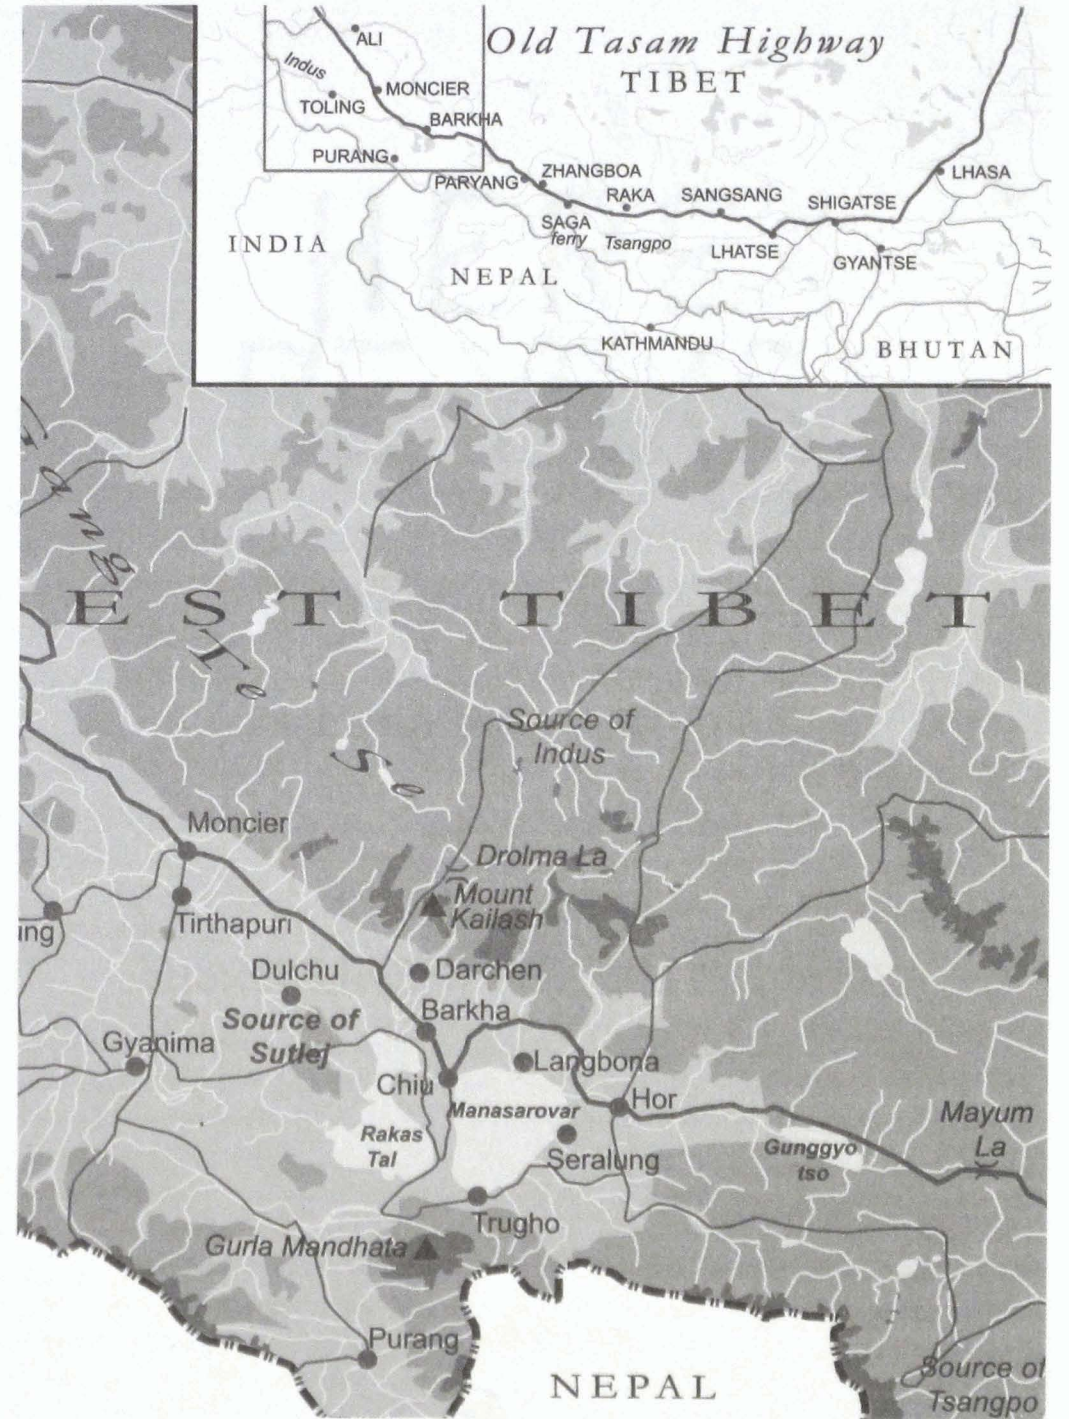 Old Tasam Highway
TIBET
ALI
Indus
MONCIER
TOLING
BARKHA
PURANG
PARYANG
ZHANGBOA
RAKA
SANGSANG
SHIGATSE
LHASA
SAGA
ferry
Tsangpo
LHATSE
GYANTSE
INDIA
NEPAL
KATHMANDU
BHUTAN
EST TIBET
Source of
Indus
Moncier
Drolma La
Mount
Kailash
ing
Tirthapuri
Dulchu
Darchen
Source of
Sutlej
Barkha
Gyanima
Langbona
Chiu
Hor
Manasarovar
Mayum
La
Rakas
Tal
Gunggyo
tso
Seralung
Trugho
Gurla Mandhata
Purang
NEPAL
Source of
Tsangpo